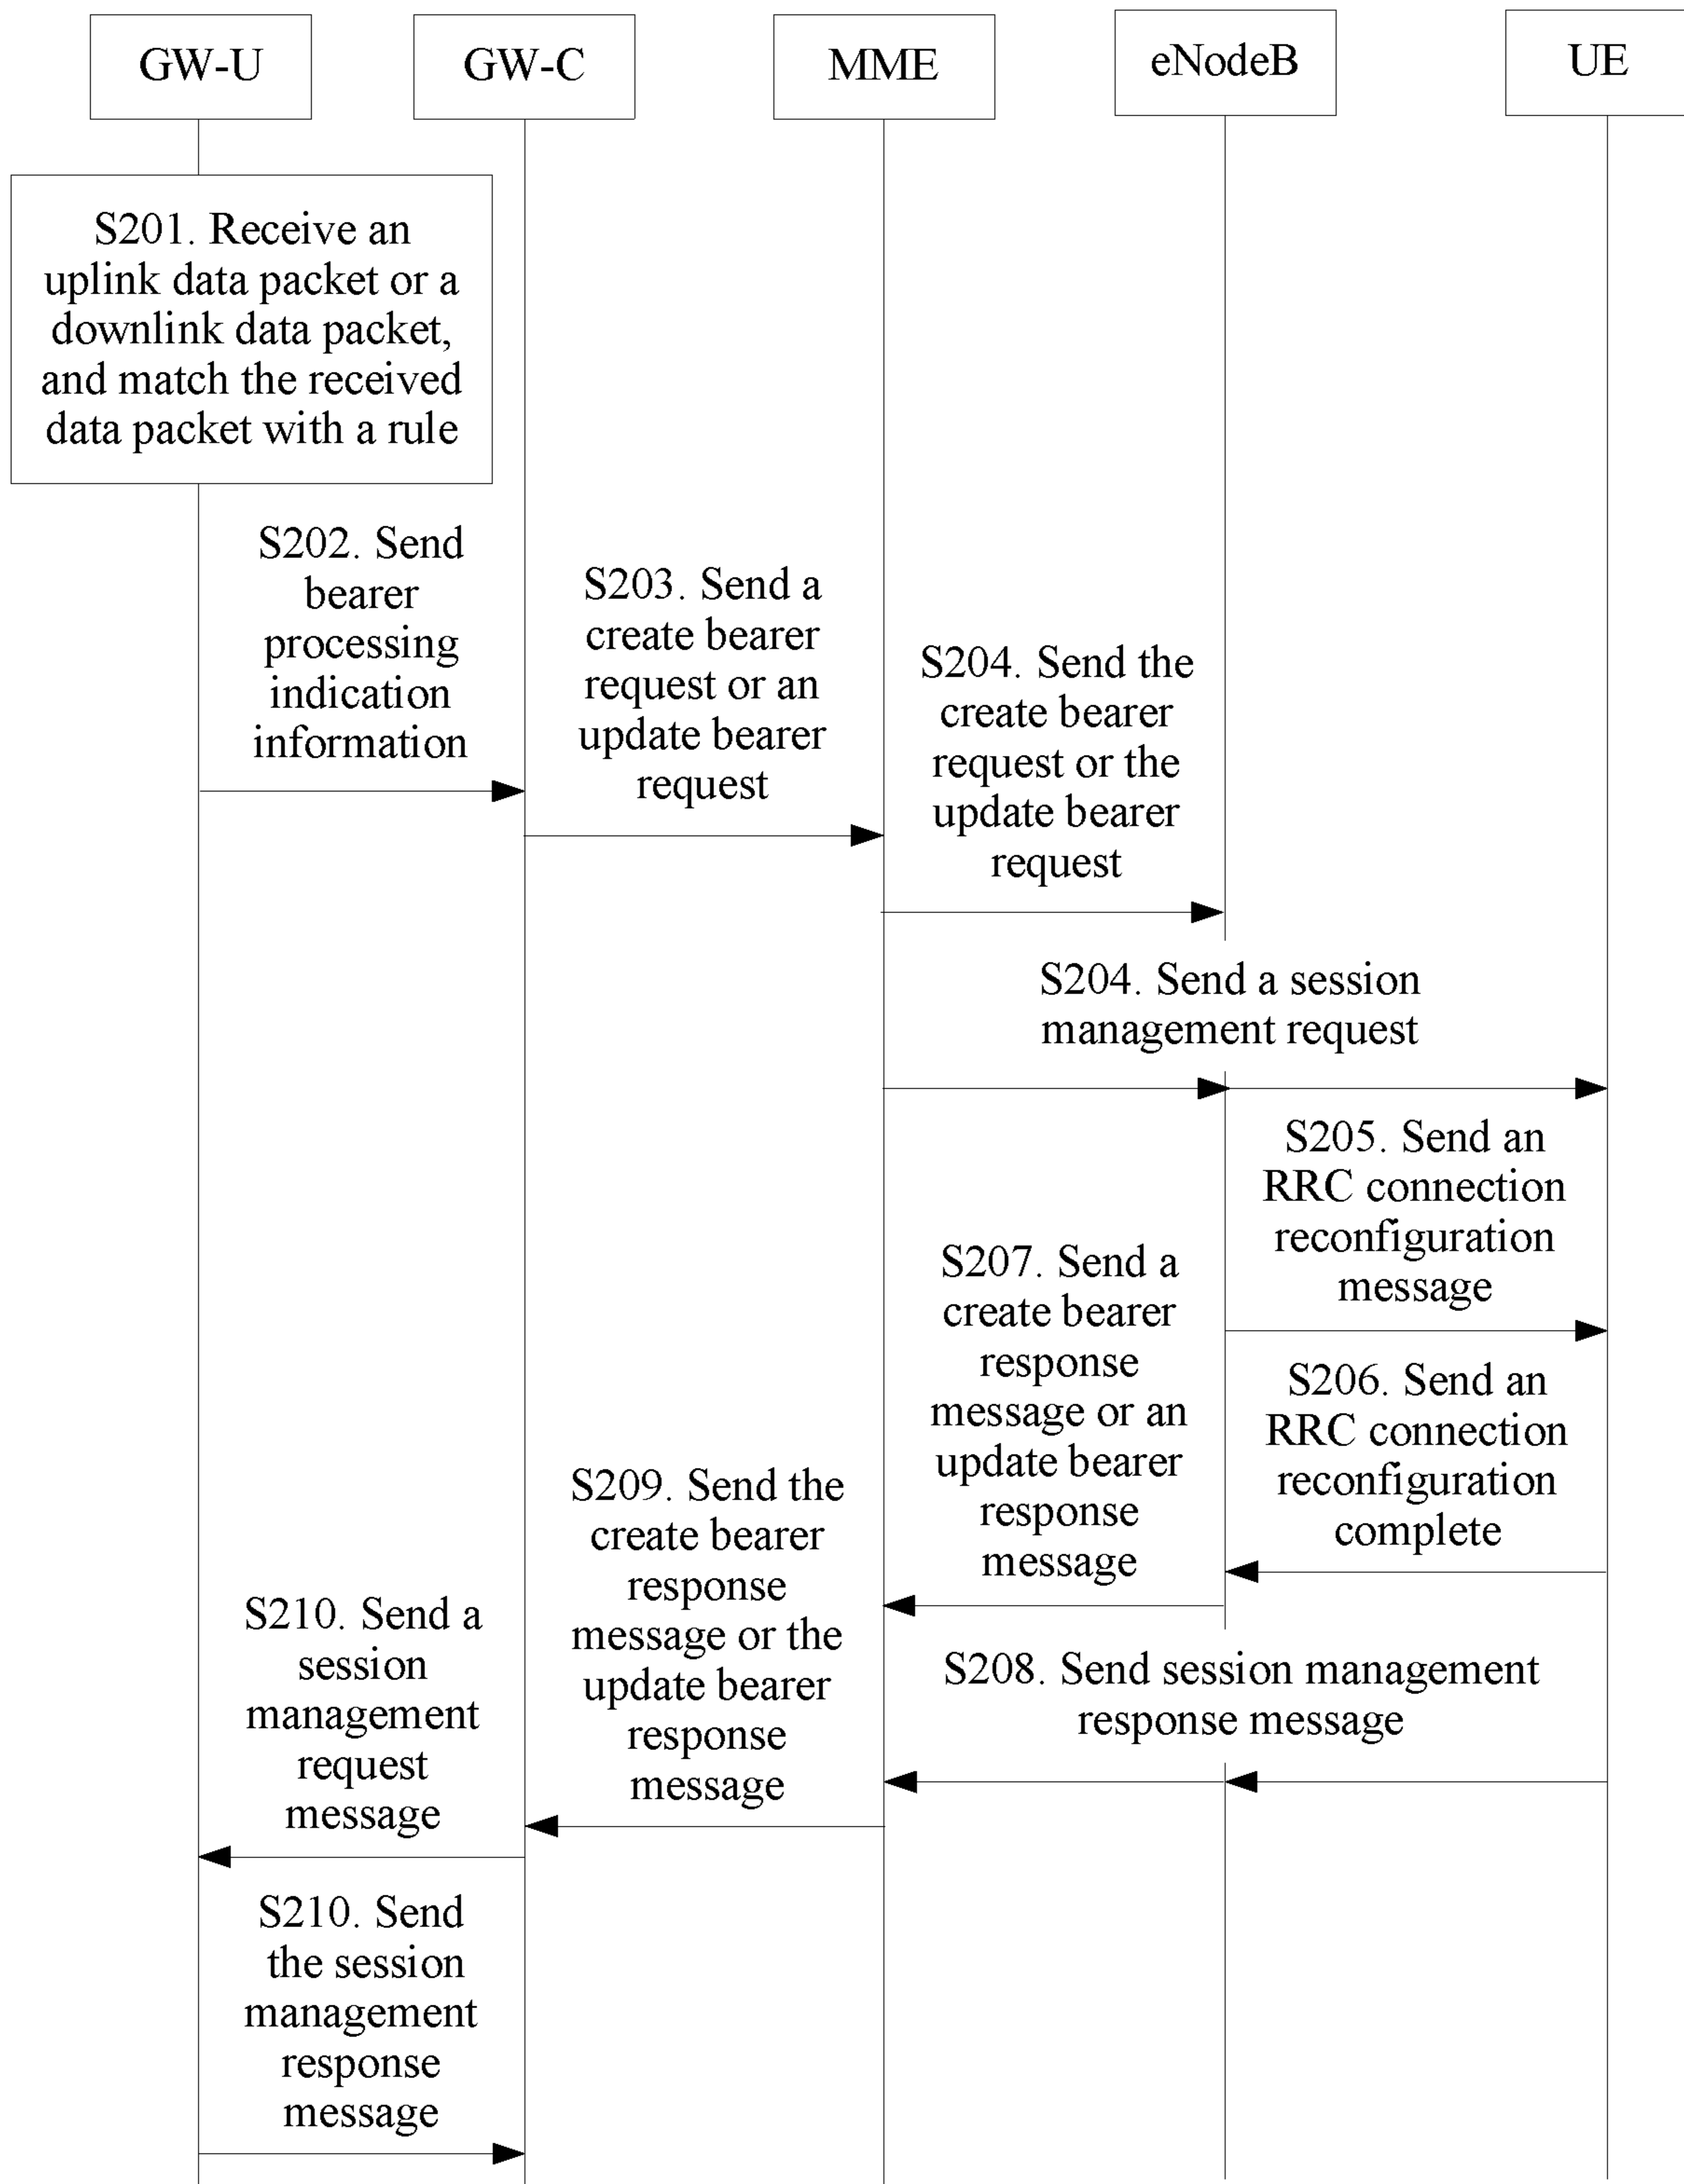 GW-U
GW-C
MME
eNodeB
UE
S201. Receive an
uplink data packet or a
downlink data packet,
and match the received
data packet with a rule
S202. Send
bearer
processing
indication
information
S203. Send a
create bearer
request or an
update bearer
request
S204. Send the
create bearer
request or the
update bearer
request
S204. Send a session
management request
S205. Send an
RRC connection
reconfiguration
message
S206. Send an
RRC connection
reconfiguration
complete
S207. Send a
create bearer
response
message or an
update bearer
response
message
S208. Send session management
response message
S209. Send the
create bearer
response
message or the
update bearer
response
message
S210. Send a
session
management
request
message
S210. Send
the session
management
response
message